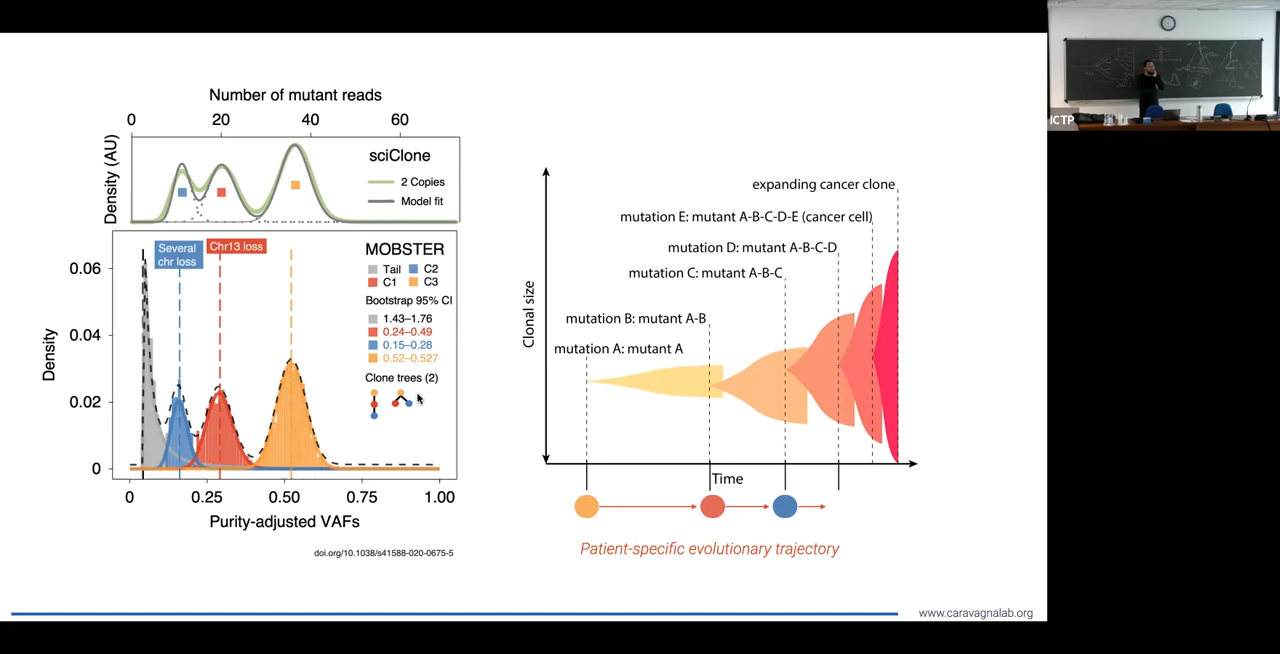 Number of mutant reads
0 20 40 60
Density (AU)
sciClone
2 Copies
Model fit
Several
chr loss
Chr13 loss
MOBSTER
Tail C2
C1 C3
Bootstrap 95% CI
1.43–1.76
0.24–0.49
0.15–0.28
0.52–0.527
Clone trees (2)
Density
0.06
0.04
0.02
0
0 0.25 0.50 0.75 1.00
Purity-adjusted VAFs
doi.org/10.1038/s41588-020-0675-5
expanding cancer clone
mutation E: mutant A-B-C-D-E (cancer cell)
mutation D: mutant A-B-C-D
mutation C: mutant A-B-C
mutation B: mutant A-B
mutation A: mutant A
Clonal size
Time
Patient-specific evolutionary trajectory
www.caravagnalab.org
ICTP